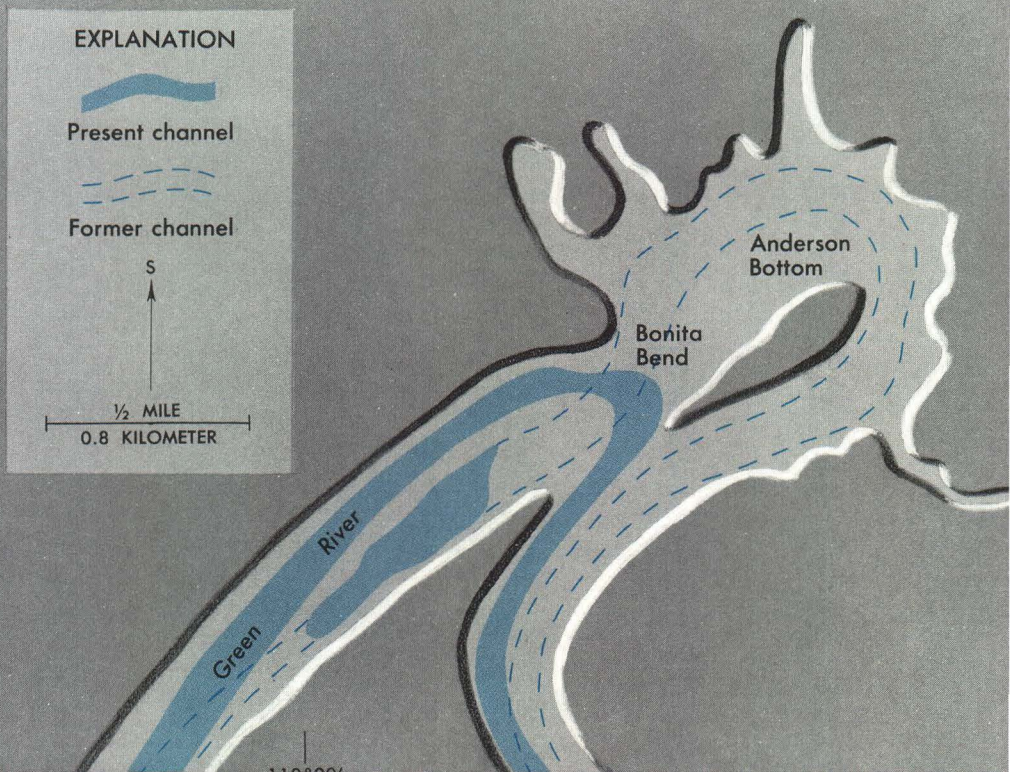 EXPLANATION
Present channel
Former channel
S
½ MILE
0.8 KILOMETER
Anderson
Bottom
Bonita
Bend
River
Green